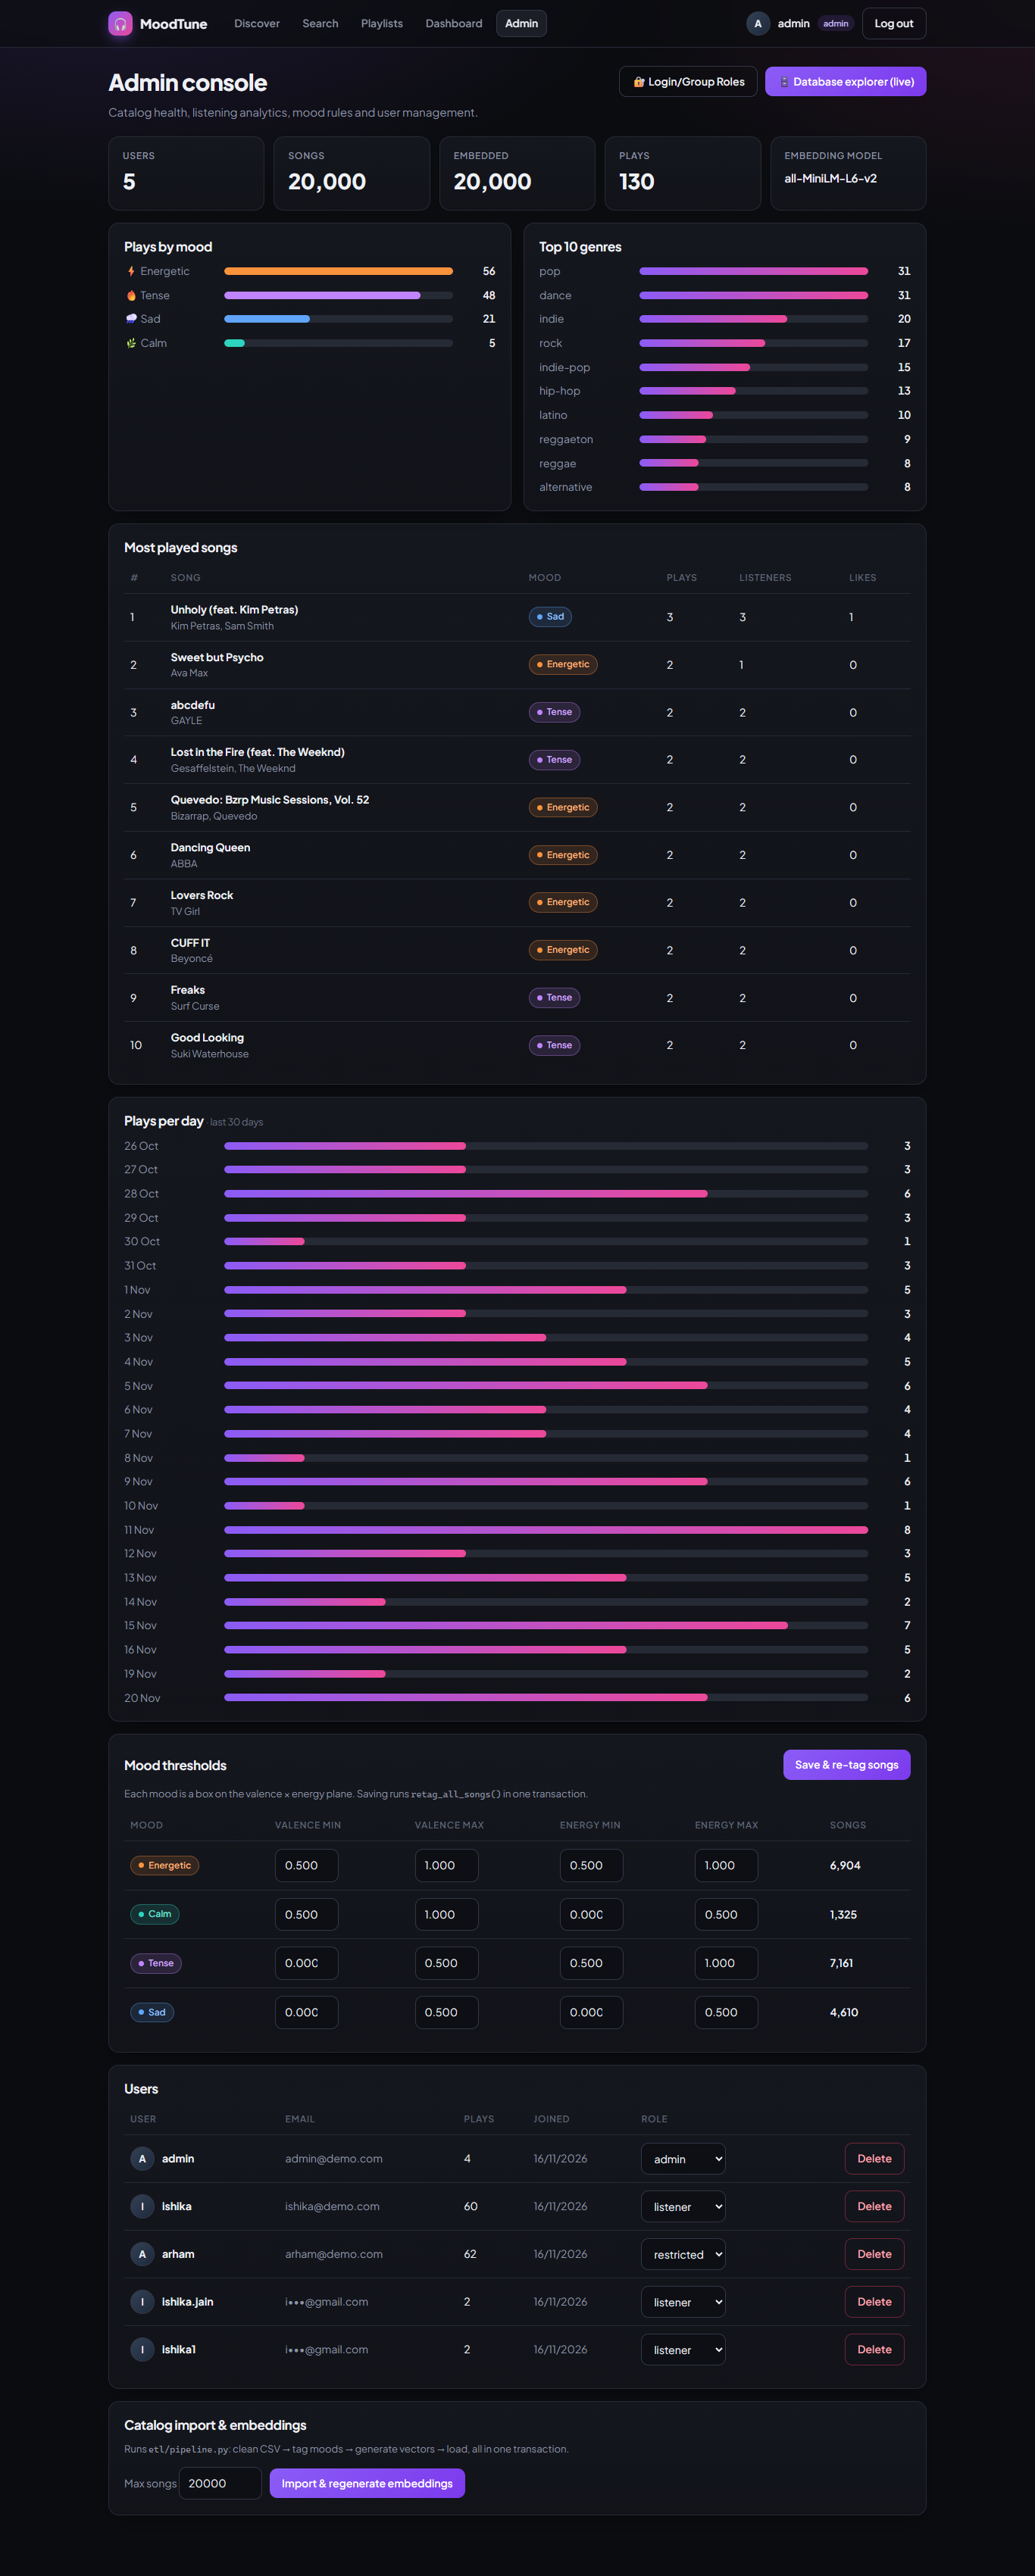 MoodTune Discover Search Playlists Dashboard Admin A admin admin Log out
Admin console
Login/Group Roles Database explorer (live)
Catalog health, listening analytics, mood rules and user management.
USERS SONGS EMBEDDED PLAYS EMBEDDING MODEL
5 20,000 20,000 130 all-MiniLM-L6-v2
Plays by mood
Energetic 56
Tense 48
Sad 21
Calm 5
Top 10 genres
pop 31
dance 31
indie 20
rock 17
indie-pop 15
hip-hop 13
latino 10
reggaeton 9
reggae 8
alternative 8
Most played songs
# SONG MOOD PLAYS LISTENERS LIKES
1 Unholy (feat. Kim Petras) Sad 3 3 1
Kim Petras, Sam Smith
2 Sweet but Psycho Energetic 2 1 0
Ava Max
3 abcdefu Tense 2 2 0
GAYLE
4 Lost in the Fire (feat. The Weeknd) Tense 2 2 0
Gesaffelstein, The Weeknd
5 Quevedo: Bzrp Music Sessions, Vol. 52 Energetic 2 2 0
Bizarrap, Quevedo
6 Dancing Queen Energetic 2 2 0
ABBA
7 Lovers Rock Energetic 2 2 0
TV Girl
8 CUFF IT Energetic 2 2 0
Beyoncé
9 Freaks Tense 2 2 0
Surf Curse
10 Good Looking Tense 2 2 0
Suki Waterhouse
Plays per day · last 30 days
26 Oct 3
27 Oct 3
28 Oct 6
29 Oct 3
30 Oct 1
31 Oct 3
1 Nov 5
2 Nov 3
3 Nov 4
4 Nov 5
5 Nov 6
6 Nov 4
7 Nov 4
8 Nov 1
9 Nov 6
10 Nov 1
11 Nov 8
12 Nov 3
13 Nov 5
14 Nov 2
15 Nov 7
16 Nov 5
19 Nov 2
20 Nov 6
Mood thresholds Save & re-tag songs
Each mood is a box on the valence × energy plane. Saving runs retag_all_songs() in one transaction.
MOOD VALENCE MIN VALENCE MAX ENERGY MIN ENERGY MAX SONGS
Energetic 0.500 1.000 0.500 1.000 6,904
Calm 0.500 1.000 0.000 0.500 1,325
Tense 0.000 0.500 0.500 1.000 7,161
Sad 0.000 0.500 0.000 0.500 4,610
Users
USER EMAIL PLAYS JOINED ROLE
A admin admin@demo.com 4 16/11/2026 admin Delete
I ishika ishika@demo.com 60 16/11/2026 listener Delete
A arham arham@demo.com 62 16/11/2026 restricted Delete
I ishika.jain i•••@gmail.com 2 16/11/2026 listener Delete
I ishika1 i•••@gmail.com 2 16/11/2026 listener Delete
Catalog import & embeddings
Runs etl/pipeline.py: clean CSV → tag moods → generate vectors → load, all in one transaction.
Max songs 20000 Import & regenerate embeddings